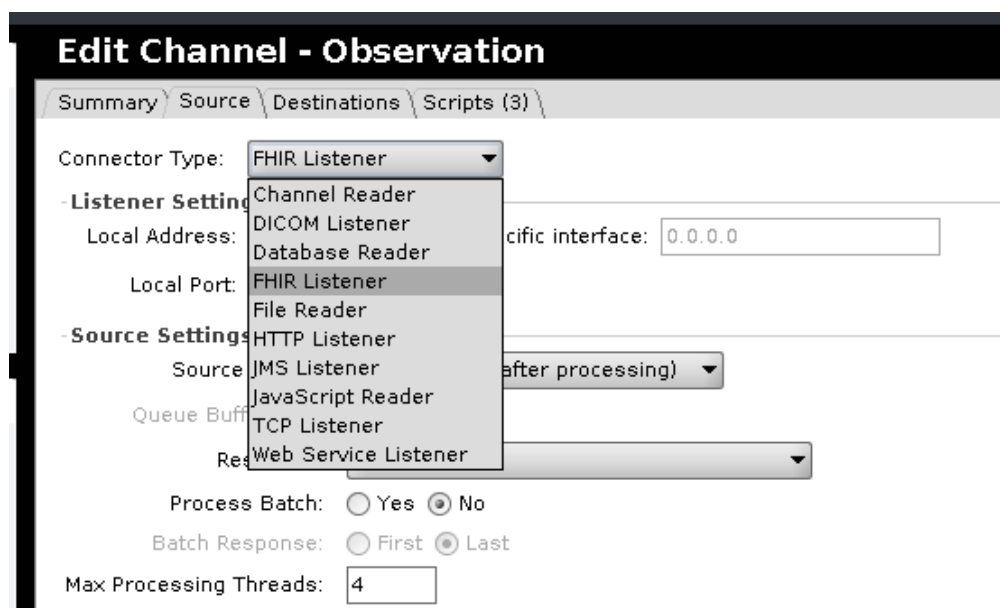 Edit Channel - Observation
Summary Source Destinations Scripts (3)
Connector Type: FHIR Listener
Channel Reader
Listener Setting
DICOM Listener
Local Address: cific interface: 0.0.0.0
Database Reader
Local Port: FHIR Listener
File Reader
Source Settings HTTP Listener
Source JMS Listener after processing)
JavaScript Reader
Queue Buff
TCP Listener
Res Web Service Listener
Process Batch: Yes No
Batch Response: First Last
Max Processing Threads: 4